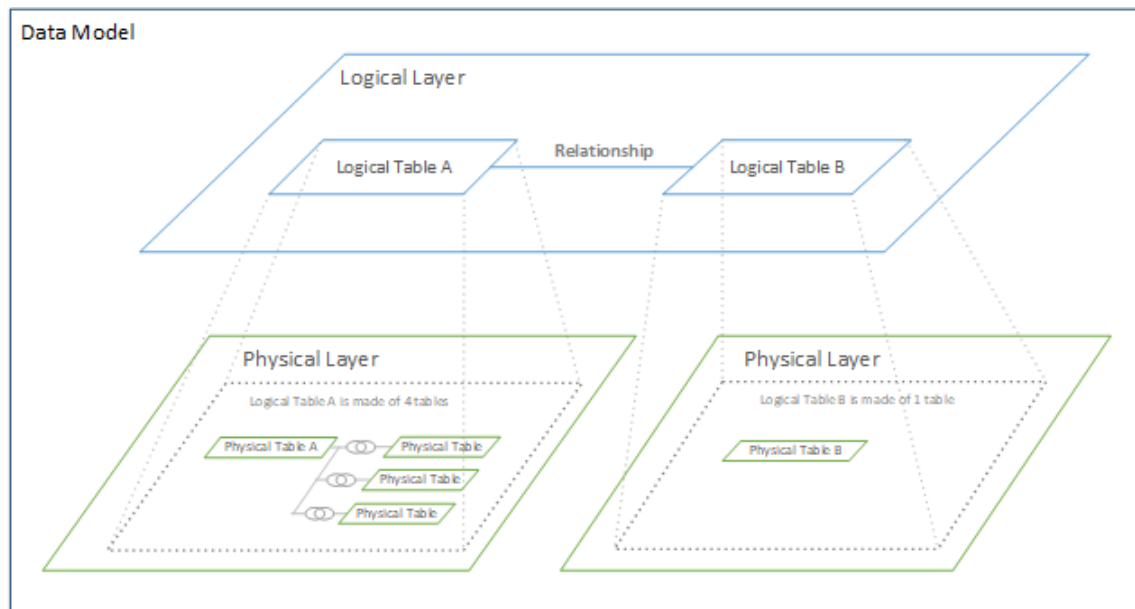 Data Model
Logical Layer
Relationship
Logical Table A
Logical Table B
Physical Layer
Logical Table A is made of 4 tables
Physical Table A
Physical Table
Physical Table
Physical Table
Physical Layer
Logical Table B is made of 1 table
Physical Table B